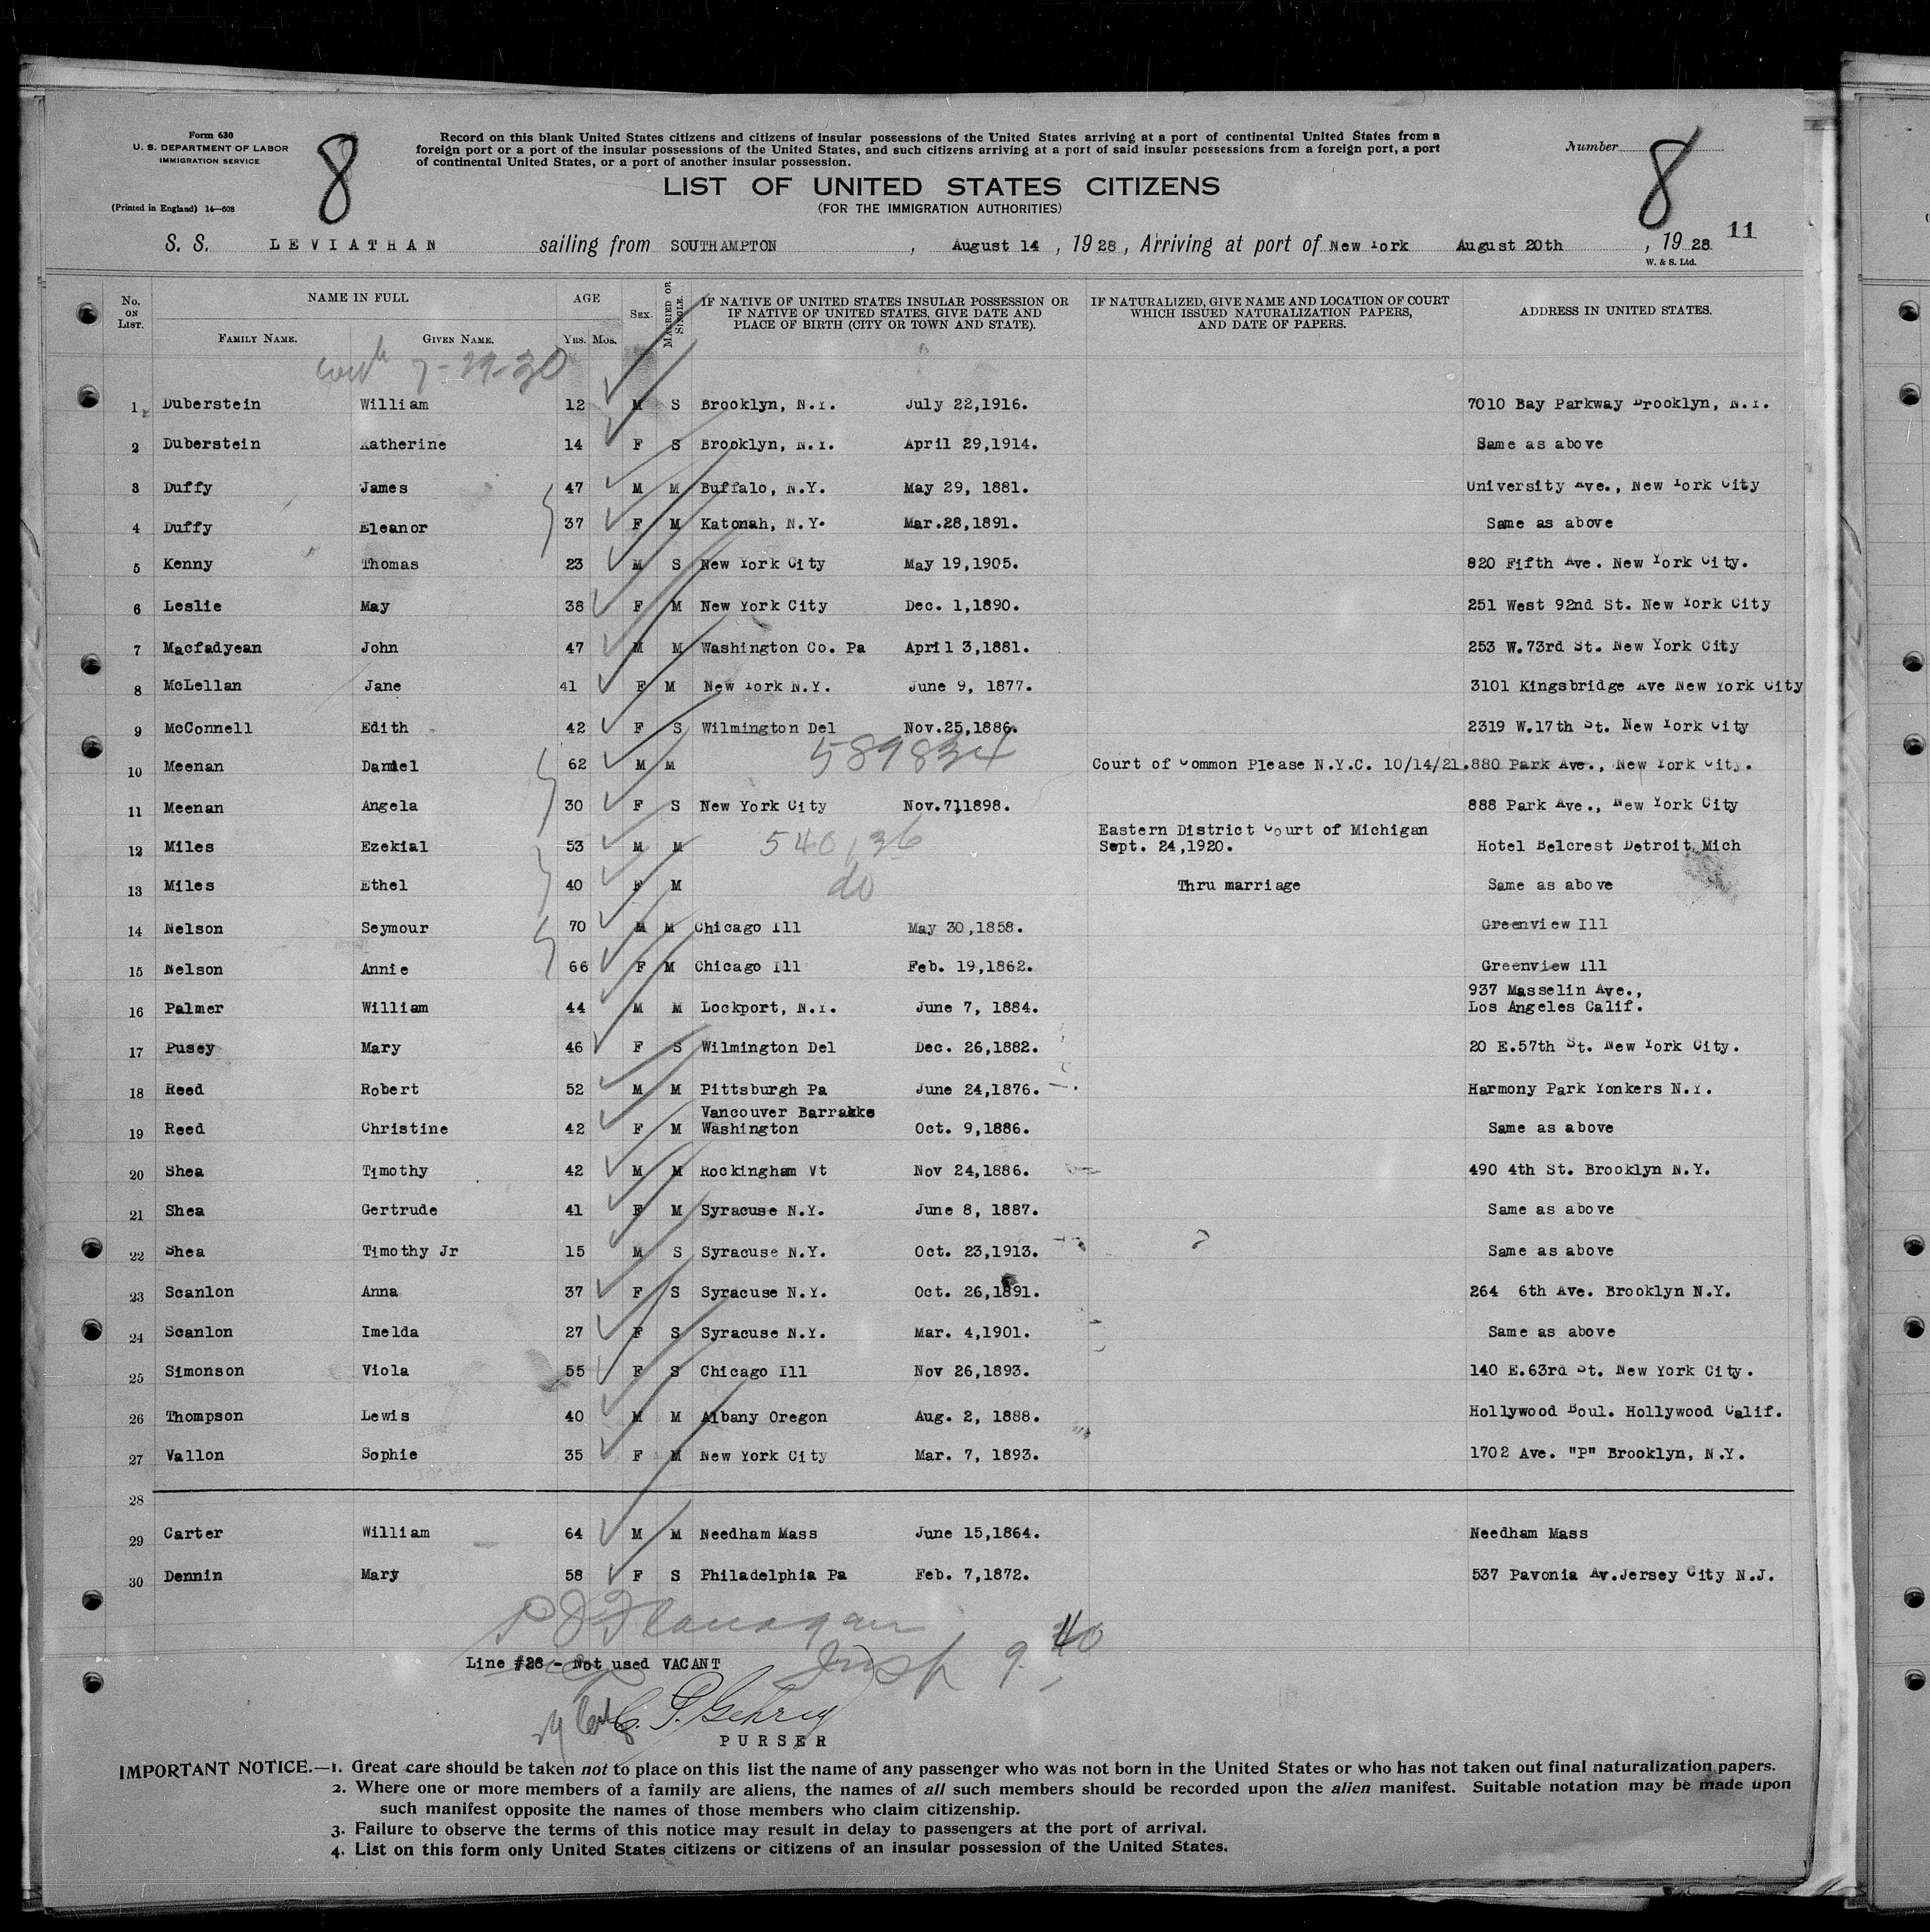 Form 630
U. S. DEPARTMENT OF LABOR
IMMIGRATION SERVICE
(Printed in England) 14—608
8
Record on this blank United States citizens and citizens of insular possessions of the United States arriving at a port of continental United States from a
foreign port or a port of the insular possessions of the United States, and such citizens arriving at a port of said insular possessions from a foreign port, a port
of continental United States, or a port of another insular possession.
Number
8
LIST OF UNITED STATES CITIZENS
(FOR THE IMMIGRATION AUTHORITIES)
S. S. LEVIATHAN sailing from SOUTHAMPTON , August 14 , 1928 , Arriving at port of New York August 20th , 1928 11
W. & S. Ltd.
No. ON LIST. NAME IN FULL AGE SEX. MARRIED OR SINGLE. IF NATIVE OF UNITED STATES INSULAR POSSESSION OR IF NATIVE OF UNITED STATES, GIVE DATE AND PLACE OF BIRTH (CITY OR TOWN AND STATE). IF NATURALIZED, GIVE NAME AND LOCATION OF COURT WHICH ISSUED NATURALIZATION PAPERS, AND DATE OF PAPERS. ADDRESS IN UNITED STATES.
FAMILY NAME. GIVEN NAME. YRS. MOS.
7-29-30
1 Duberstein William 12 M S Brooklyn, N.Y. July 22,1916. 7010 Bay Parkway Brooklyn, N.Y.
2 Duberstein Katherine 14 F S Brooklyn, N.Y. April 29,1914. Same as above
3 Duffy James 47 M M Buffalo, N.Y. May 29, 1881. University Ave., New York City
4 Duffy Eleanor 37 F M Katonah, N.Y. Mar.28,1891. Same as above
5 Kenny Thomas 23 M S New York City May 19,1905. 820 Fifth Ave. New York City.
6 Leslie May 38 F M New York City Dec. 1,1890. 251 West 92nd St. New York City
7 Macfadyean John 47 M M Washington Co. Pa April 3,1881. 253 W.73rd St. New York City
8 McLellan Jane 41 F M New York N.Y. June 9, 1877. 3101 Kingsbridge Ave New York City
9 McConnell Edith 42 F S Wilmington Del Nov.25,1886. 2319 W.17th St. New York City
10 Meenan Daniel 62 M M 589834 Court of Common Please N.Y.C. 10/14/21. 880 Park Ave., New York City.
11 Meenan Angela 30 F S New York City Nov.7,1898. 888 Park Ave., New York City
12 Miles Ezekial 53 M M 540136 Eastern District Court of Michigan
Sept. 24,1920. Hotel Belcrest Detroit Mich
13 Miles Ethel 40 F M do Thru marriage Same as above
14 Nelson Seymour 70 M M Chicago Ill May 30,1858. Greenview Ill
15 Nelson Annie 66 F M Chicago Ill Feb. 19,1862. Greenview Ill
937 Masselin Ave.,
16 Palmer William 44 M M Lockport, N.Y. June 7, 1884. Los Angeles Calif.
17 Pusey Mary 46 F S Wilmington Del Dec. 26,1882. 20 E.57th St. New York City.
18 Reed Robert 52 M M Pittsburgh Pa June 24,1876. Harmony Park Yonkers N.Y.
Vancouver Barrakks
19 Reed Christine 42 F M Washington Oct. 9,1886. Same as above
20 Shea Timothy 42 M M Rockingham Vt Nov 24,1886. 490 4th St. Brooklyn N.Y.
21 Shea Gertrude 41 F M Syracuse N.Y. June 8, 1887. Same as above
22 Shea Timothy Jr 15 M S Syracuse N.Y. Oct. 23,1913. Same as above
23 Scanlon Anna 37 F S Syracuse N.Y. Oct. 26,1891. 264 6th Ave. Brooklyn N.Y.
24 Scanlon Imelda 27 F S Syracuse N.Y. Mar. 4,1901. Same as above
25 Simonson Viola 55 F S Chicago Ill Nov 26,1893. 140 E.63rd St. New York City.
26 Thompson Lewis 40 M M Albany Oregon Aug. 2, 1888. Hollywood Boul. Hollywood Calif.
27 Vallon Sophie 35 F M New York City Mar. 7, 1893. 1702 Ave. "P" Brooklyn, N.Y.
28
29 Carter William 64 M M Needham Mass June 15,1864. Needham Mass
30 Dennin Mary 58 F S Philadelphia Pa Feb. 7,1872. 537 Pavonia Av.Jersey City N.J.
P J Flanagan
Insp 9. 40
Line #28 - Not used VACANT
C. P. Gehrig
PURSER
IMPORTANT NOTICE.—1. Great care should be taken not to place on this list the name of any passenger who was not born in the United States or who has not taken out final naturalization papers.
2. Where one or more members of a family are aliens, the names of all such members should be recorded upon the alien manifest. Suitable notation may be made upon
such manifest opposite the names of those members who claim citizenship.
3. Failure to observe the terms of this notice may result in delay to passengers at the port of arrival.
4. List on this form only United States citizens or citizens of an insular possession of the United States.